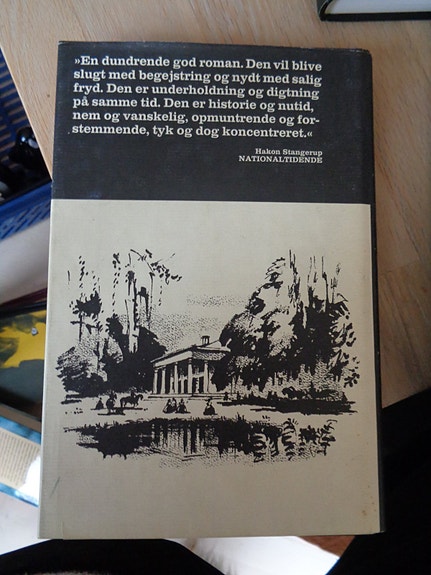 »En dundrende god roman. Den vil blive
slugt med begejstring og nydt med salig
fryd. Den er underholdning og digtning
på samme tid. Den er historie og nutid,
nem og vanskelig, opmuntrende og for-
stemmende, tyk og dog koncentreret.«
Hakon Stangerup
NATIONALTIDENDE